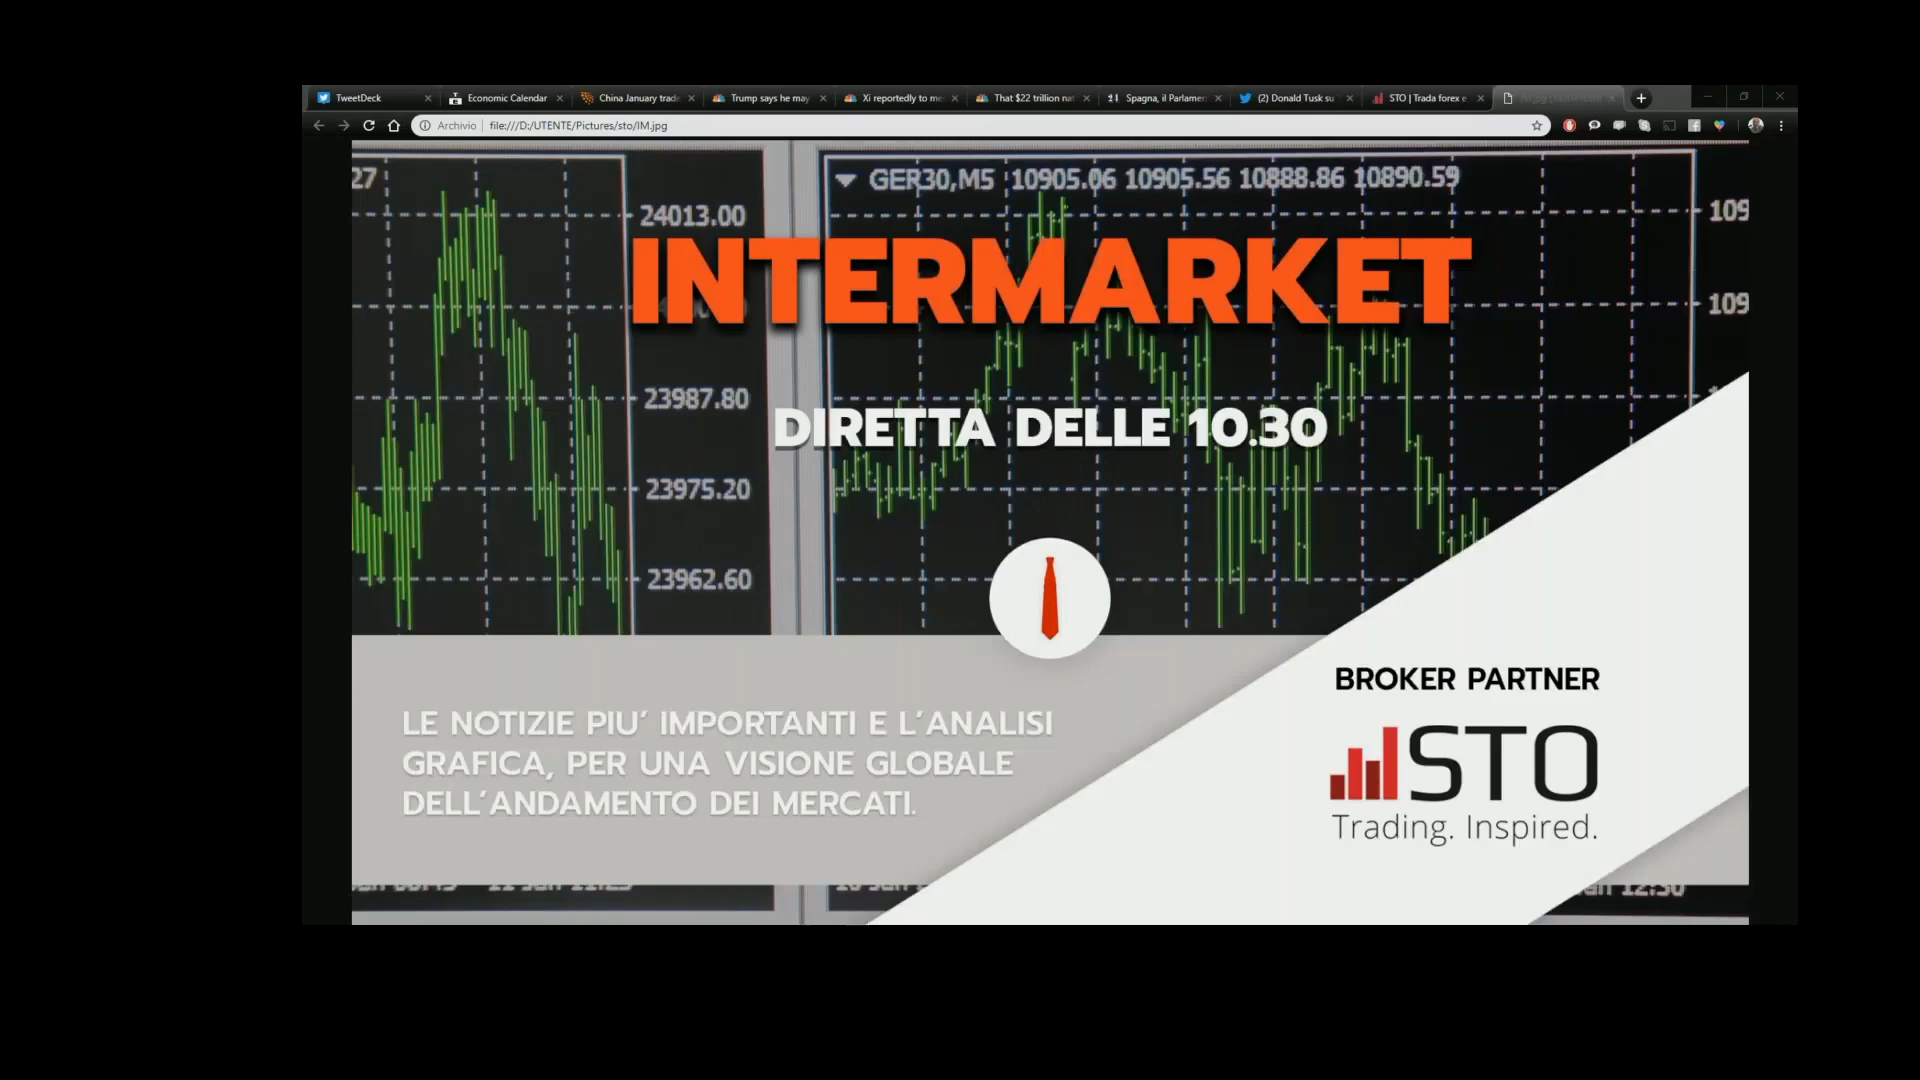 TweetDeck
Economic Calendar
China January trade
Trump says he may
Xi reportedly to me
That $22 trillion nat
Spagna, il Parlamen
(2) Donald Tusk su
STO | Trada forex e
Archivio
file:///D:/UTENTE/Pictures/sto/IM.jpg
27
GER30,M5 10905.06 10905.56 10888.86 10890.59
24013.00
109
INTERMARKET
109
23987.80
DIRETTA DELLE 10.30
23975.20
23962.60
BROKER PARTNER
LE NOTIZIE PIU' IMPORTANTI E L'ANALISI
GRAFICA, PER UNA VISIONE GLOBALE
DELL'ANDAMENTO DEI MERCATI.
STO
Trading. Inspired.